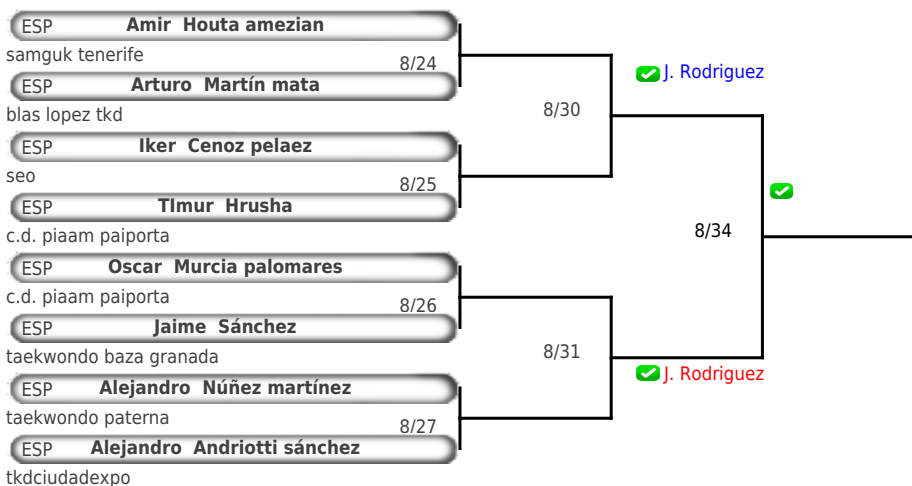 ESP Amir Houta amezian
samguk tenerife
8/24
ESP Arturo Martín mata
J. Rodriguez
blas lopez tkd
8/30
ESP Iker Cenoz pelaez
seo
8/25
ESP TImur Hrusha
c.d. piaam paiporta
8/34
ESP Oscar Murcia palomares
c.d. piaam paiporta
8/26
ESP Jaime Sánchez
taekwondo baza granada
8/31
J. Rodriguez
ESP Alejandro Núñez martínez
taekwondo paterna
8/27
ESP Alejandro Andriotti sánchez
tkdciudadexpo